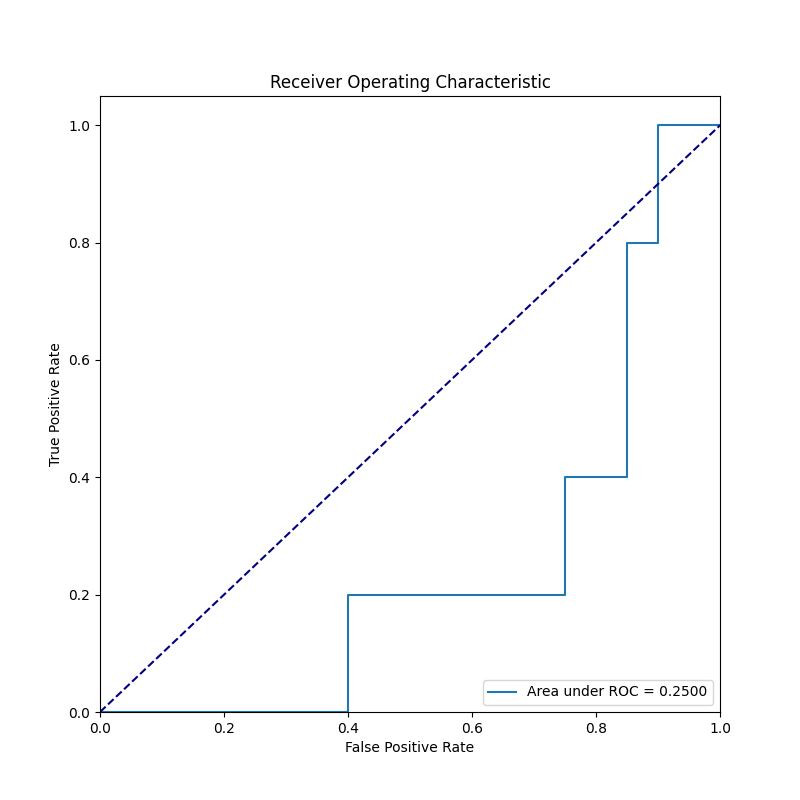 Receiver Operating Characteristic
True Positive Rate
1.0
0.8
0.6
0.4
0.2
0.0
Area under ROC = 0.2500
0.0 0.2 0.4 0.6 0.8 1.0
False Positive Rate